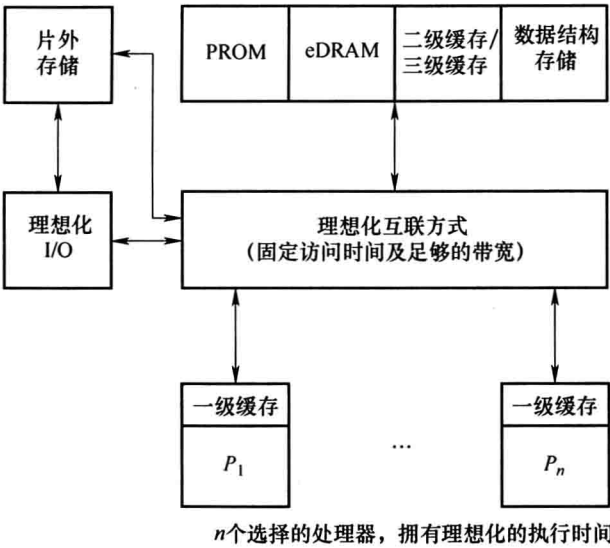 片外
存储
PROM
eDRAM
二级缓存/
三级缓存
数据结构
存储
理想化
I/O
理想化互联方式
(固定访问时间及足够的带宽)
一级缓存
P1
...
一级缓存
Pn
n个选择的处理器，拥有理想化的执行时间